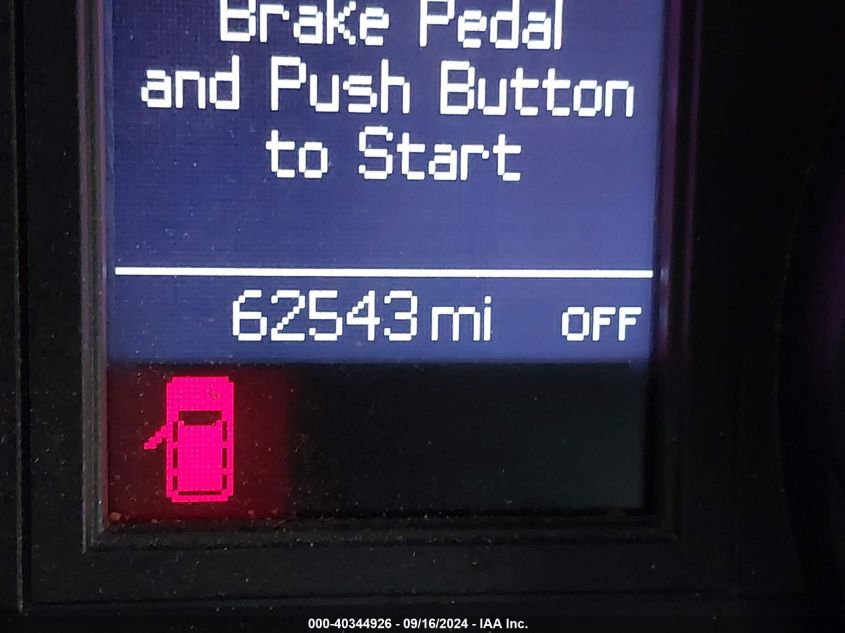 Brake Pedal
and Push Button
to Start
62543 mi OFF
000-40344926 - 09/16/2024 - IAA Inc.